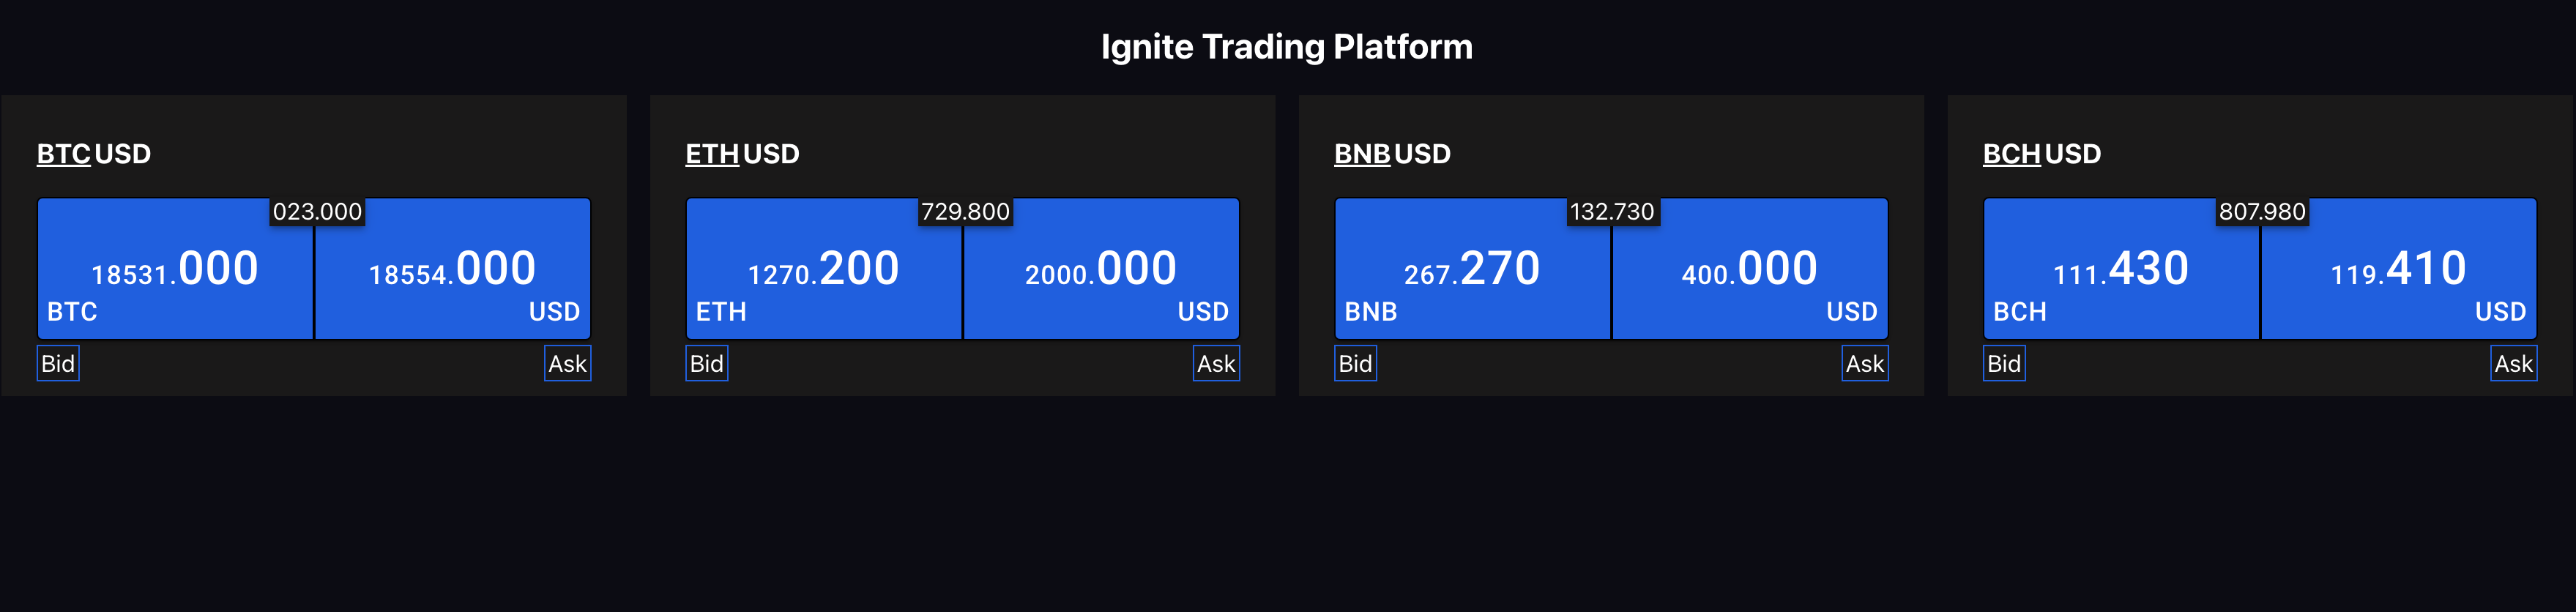 Ignite Trading Platform
BTCUSD
023.000
18531.000
18554.000
BTC
USD
Bid
Ask
ETHUSD
729.800
1270.200
2000.000
ETH
USD
Bid
Ask
BNBUSD
132.730
267.270
400.000
BNB
USD
Bid
Ask
BCHUSD
807.980
111.430
119.410
BCH
USD
Bid
Ask